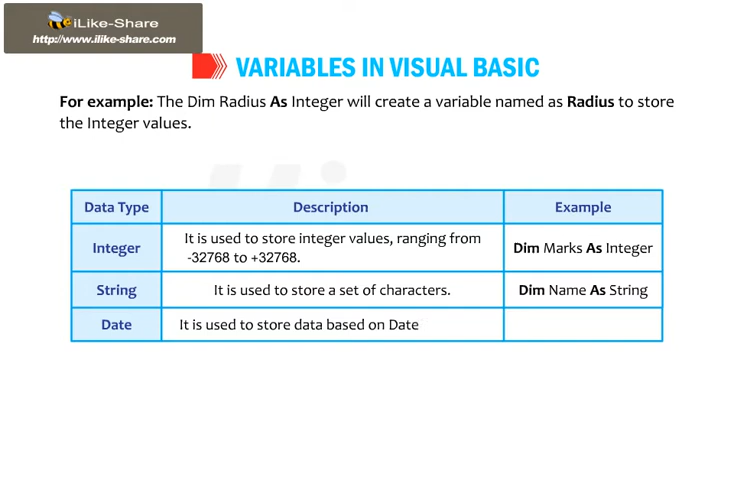 iLike-Share
http://www.ilike-share.com
VARIABLES IN VISUAL BASIC
For example: The Dim Radius As Integer will create a variable named as Radius to store
the Integer values.
Data Type Description Example
Integer It is used to store integer values, ranging from -32768 to +32768. Dim Marks As Integer
String It is used to store a set of characters. Dim Name As String
Date It is used to store data based on Date